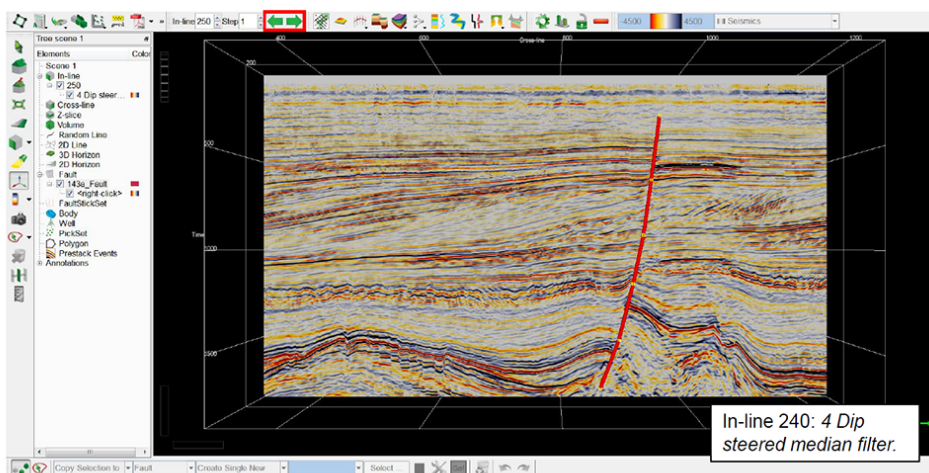 In-line 250 Step 1
-4500 4500 Seismics
Tree scene 1
Elements Color
Scene 1
In-line
250
4 Dip steer...
Cross-line
Z-slice
Volume
Random Line
2D Line
3D Horizon
2D Horizon
Fault
143a_Fault
<right-click>
FaultStickSet
Body
Well
PickSet
Polygon
Prestack Events
Annotations
Cross-line
400 600 800 1000 1200
200
500
Time
1000
1500
In-line 240: 4 Dip
steered median filter.
Copy Selection to Fault Create Single New Select ... Sel